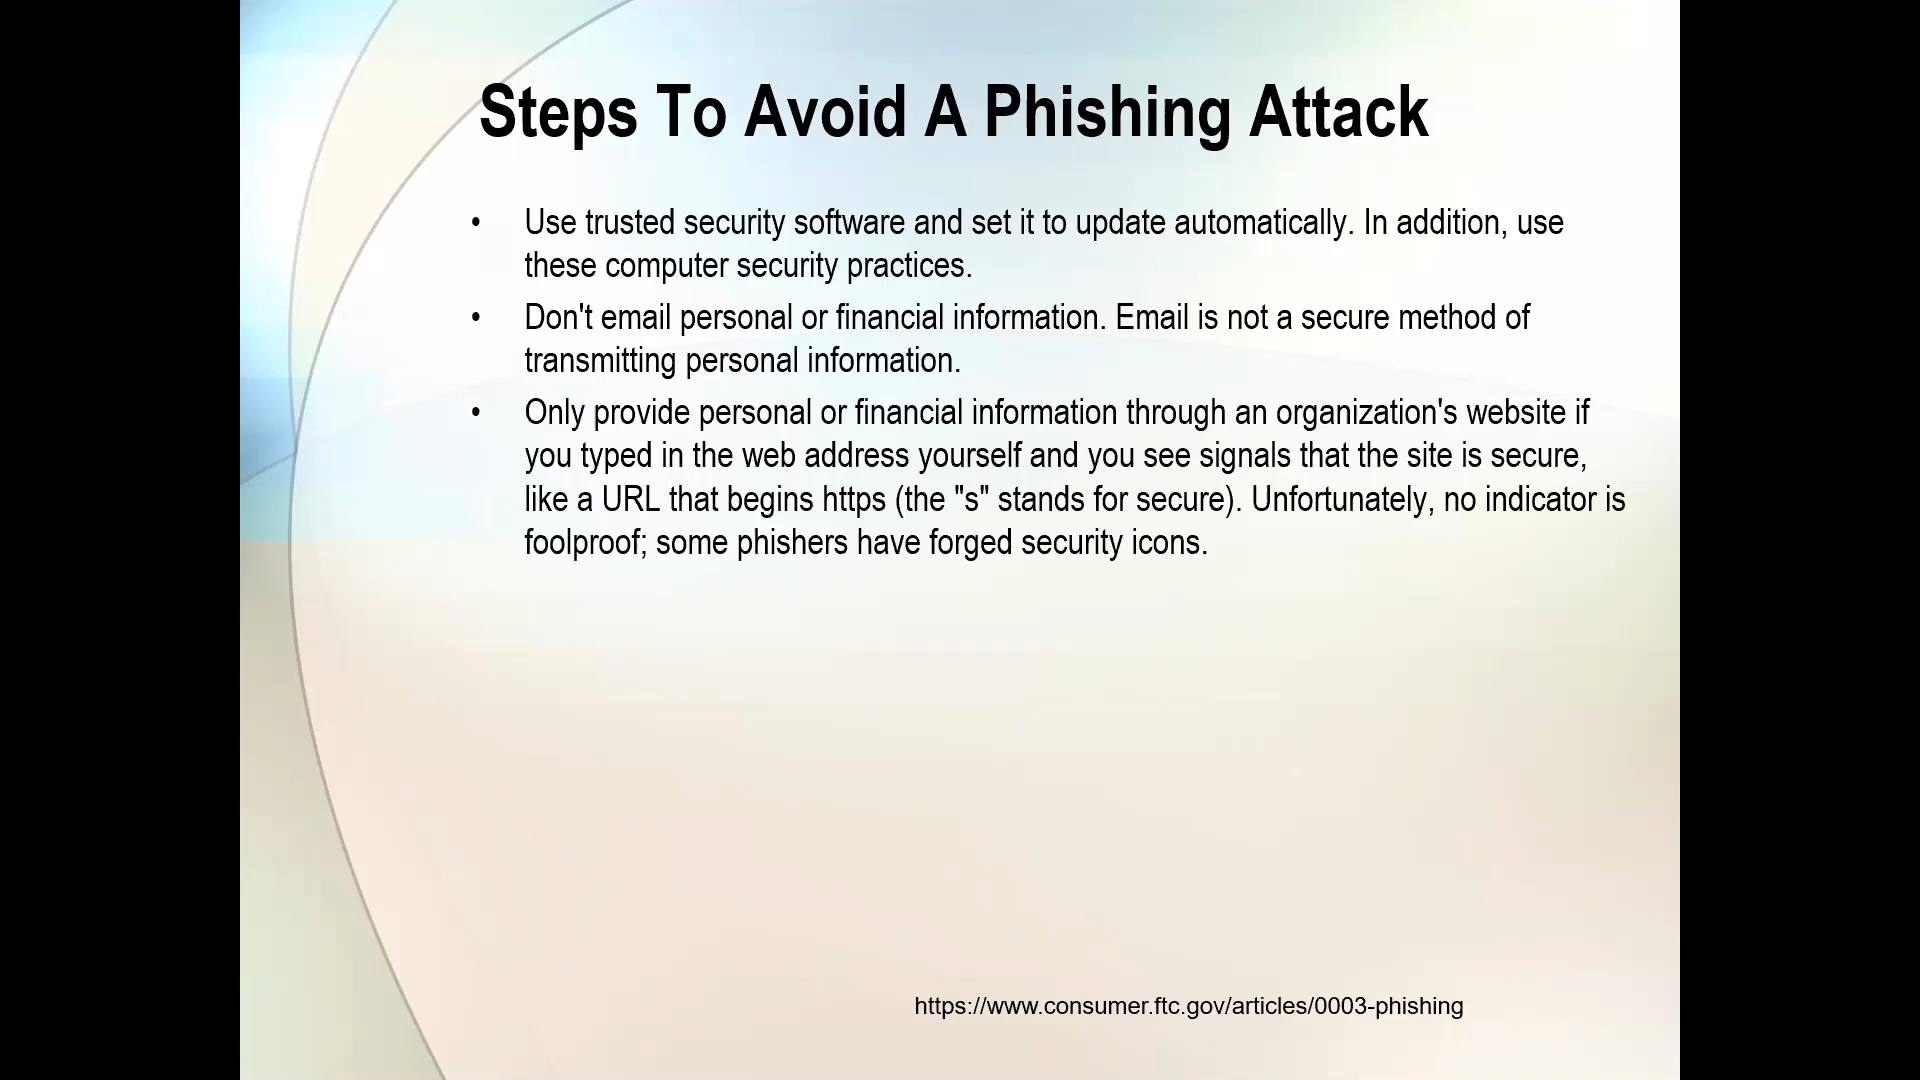 Steps To Avoid A Phishing Attack
• Use trusted security software and set it to update automatically. In addition, use
these computer security practices.
• Don't email personal or financial information. Email is not a secure method of
transmitting personal information.
• Only provide personal or financial information through an organization's website if
you typed in the web address yourself and you see signals that the site is secure,
like a URL that begins https (the "s" stands for secure). Unfortunately, no indicator is
foolproof; some phishers have forged security icons.
https://www.consumer.ftc.gov/articles/0003-phishing